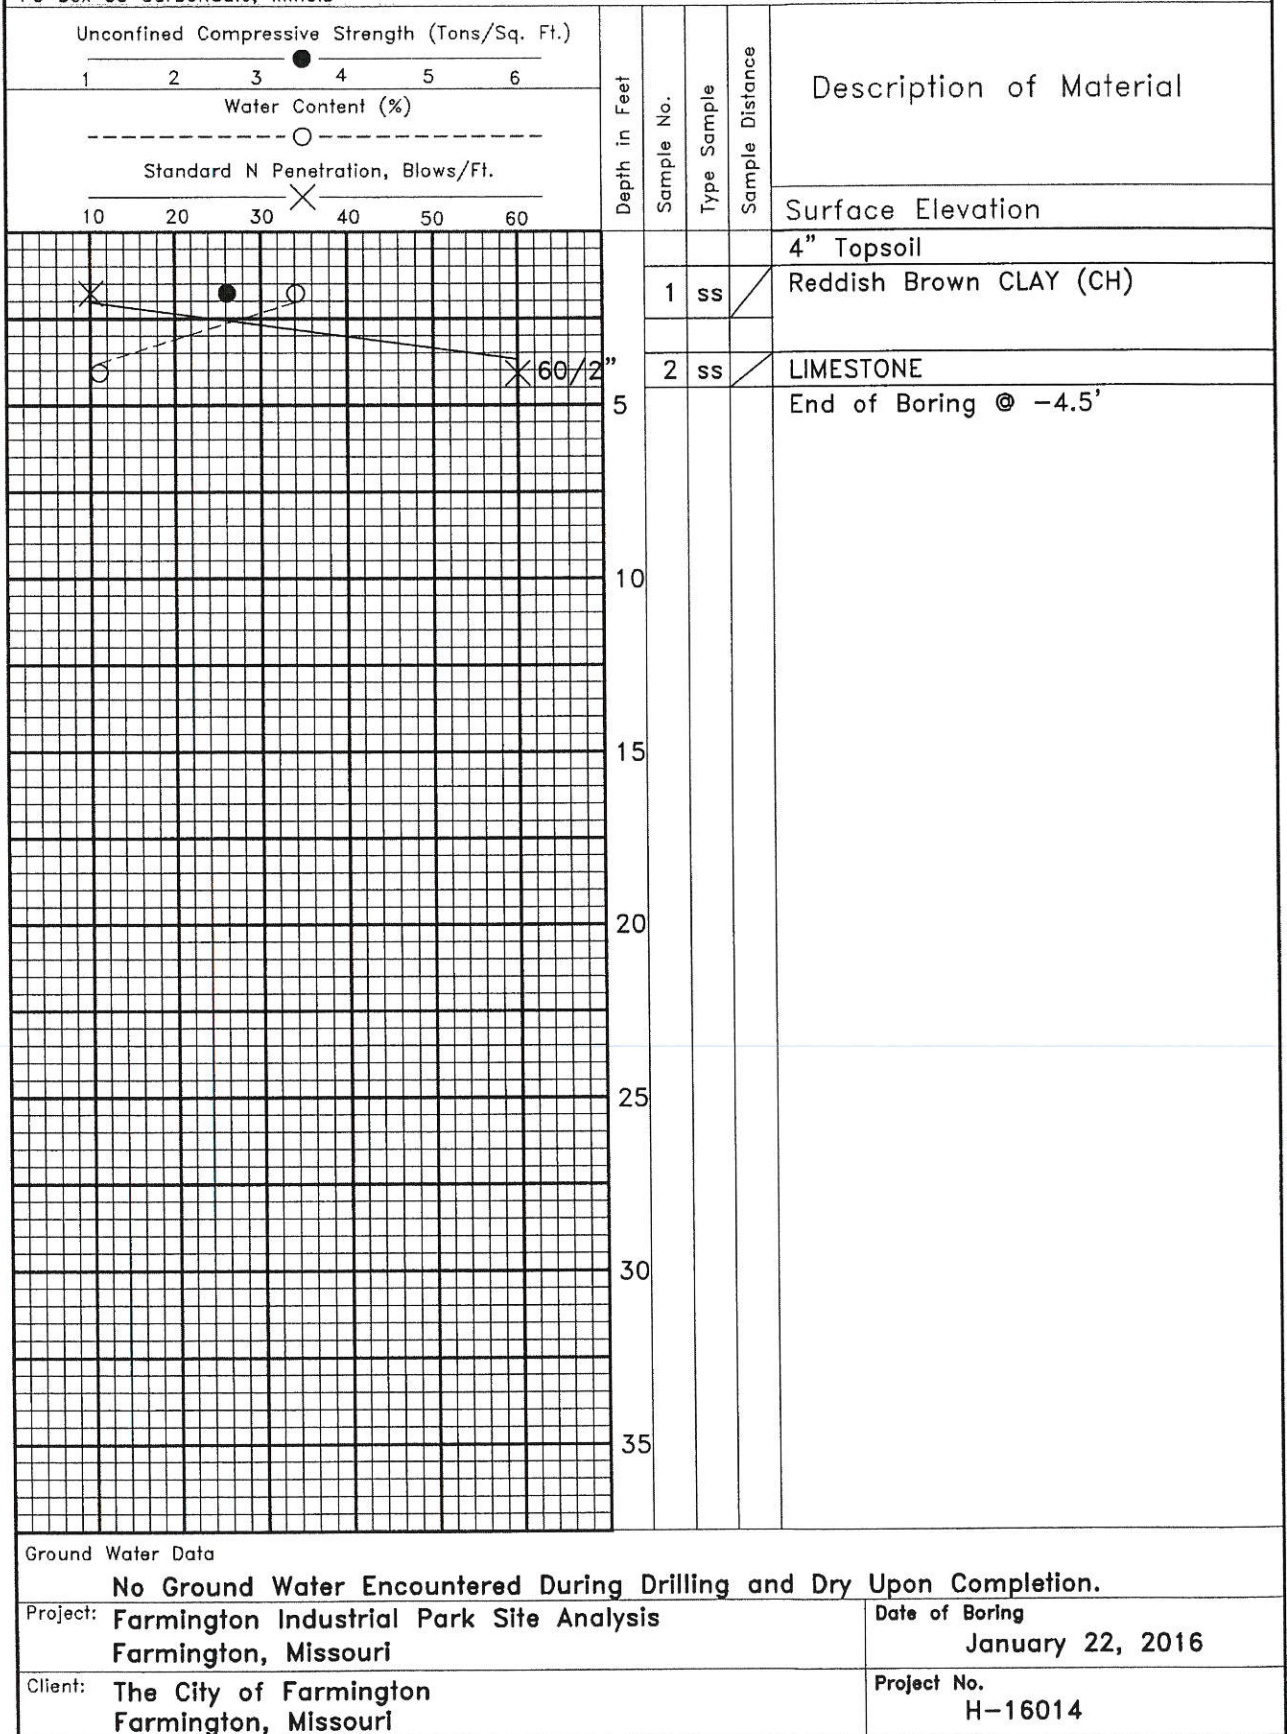 Unconfined Compressive Strength (Tons/Sq. Ft.)
1 2 3 4 5 6
Water Content (%)
Standard N Penetration, Blows/Ft.
10 20 30 40 50 60
Depth in Feet
Sample No.
Type Sample
Sample Distance
Description of Material
Surface Elevation
4" Topsoil
1 ss Reddish Brown CLAY (CH)
60/2" 2 ss LIMESTONE
5 End of Boring @ -4.5'
10
15
20
25
30
35
Ground Water Data
No Ground Water Encountered During Drilling and Dry Upon Completion.
Project: Farmington Industrial Park Site Analysis
Farmington, Missouri
Date of Boring
January 22, 2016
Client: The City of Farmington
Farmington, Missouri
Project No.
H-16014